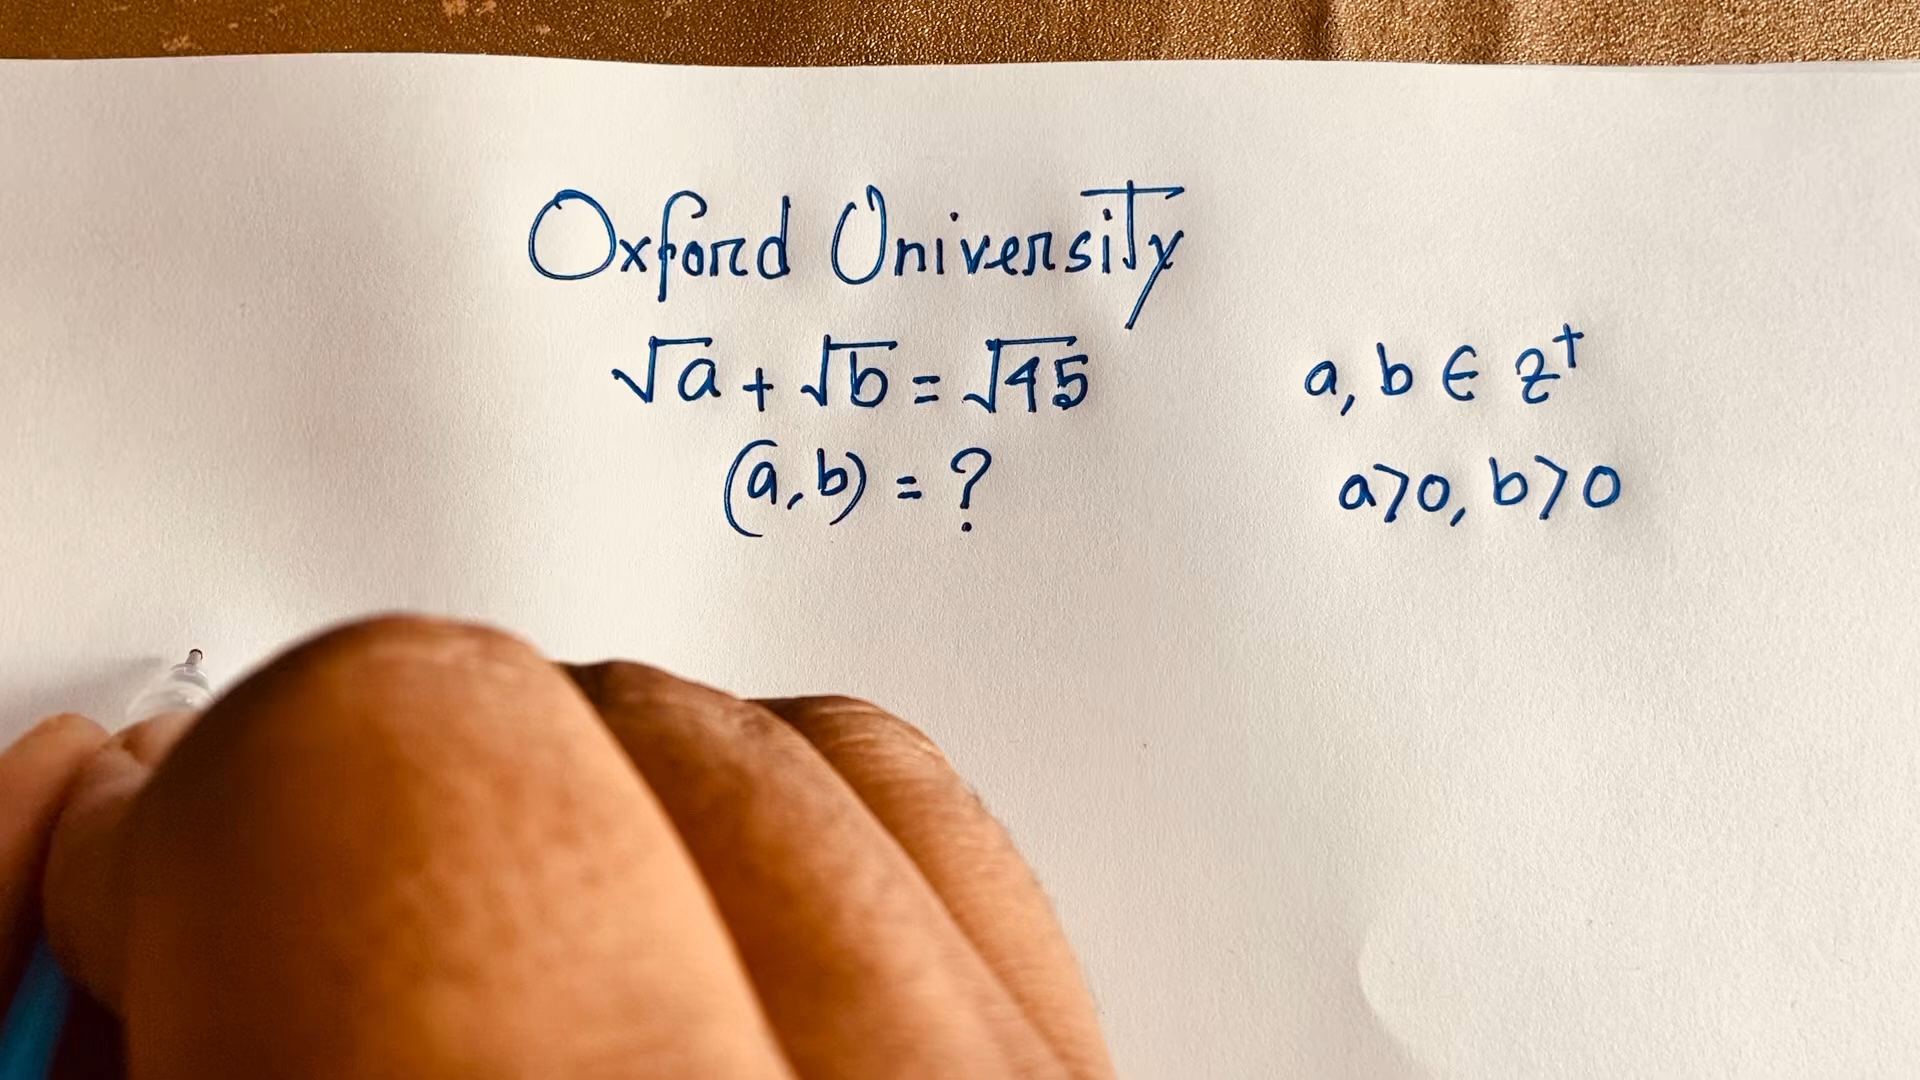 Oxford University
√a + √b = √45
a, b ∈ z⁺
(a, b) = ?
a>0, b>0